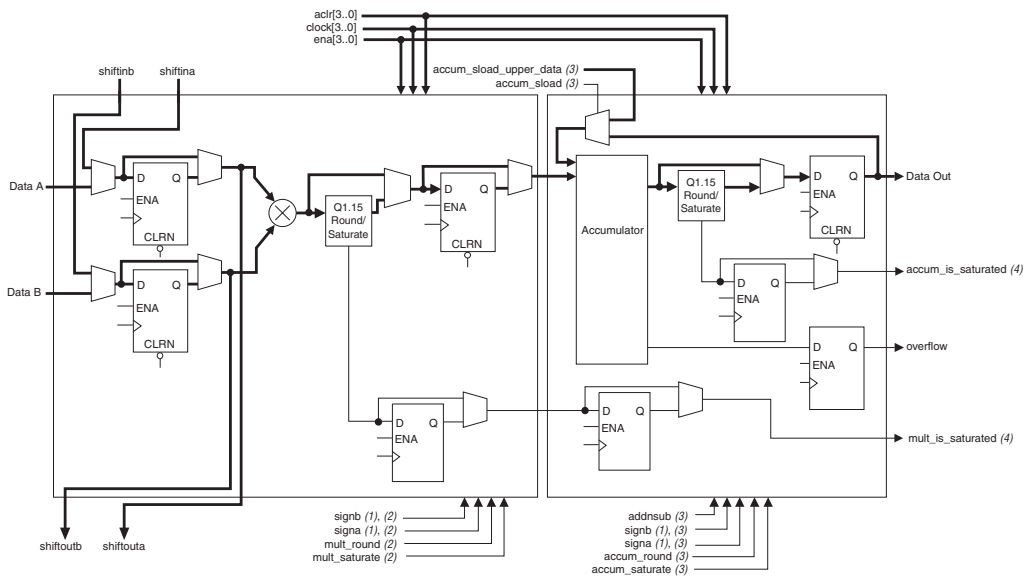 aclr[3..0]
clock[3..0]
ena[3..0]
shiftinb
shiftina
accum_sload_upper_data (3)
accum_sload (3)
Data A
D Q
ENA
CLRN
Data B
D Q
ENA
CLRN
Q1.15
Round/
Saturate
D Q
ENA
CLRN
Accumulator
Q1.15
Round/
Saturate
D Q
ENA
CLRN
Data Out
D Q
ENA
accum_is_saturated (4)
D Q
ENA
overflow
D Q
ENA
D Q
ENA
mult_is_saturated (4)
shiftoutb
shiftouta
signb (1), (2)
signa (1), (2)
mult_round (2)
mult_saturate (2)
addnsub (3)
signb (1), (3)
signa (1), (3)
accum_round (3)
accum_saturate (3)